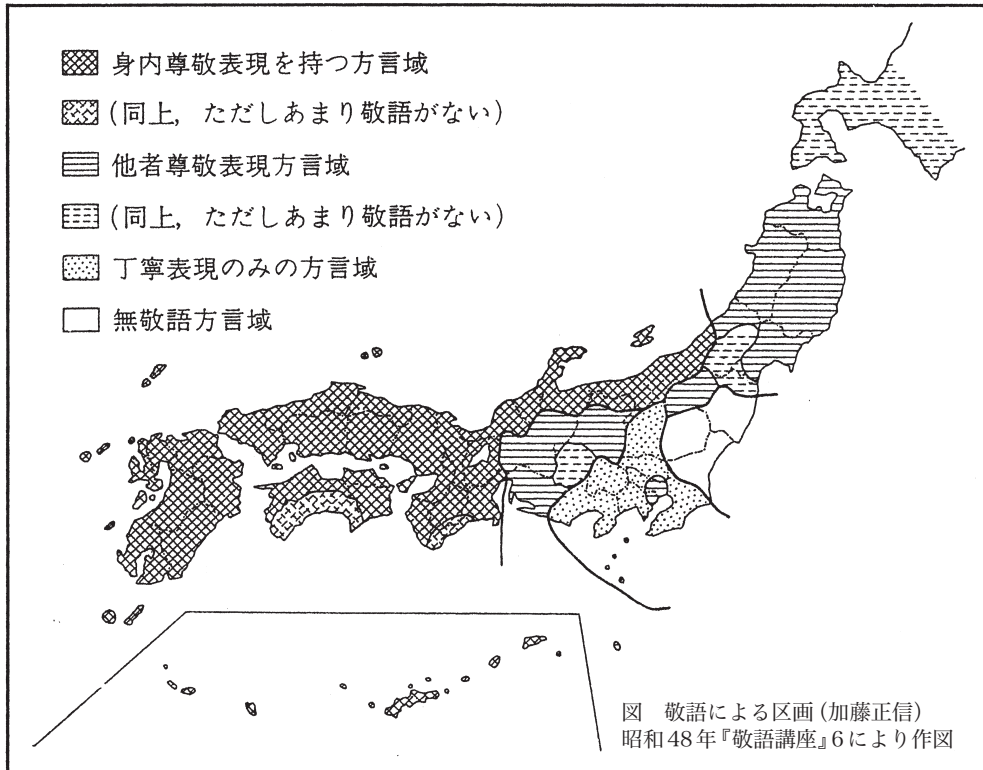 身内尊敬表現を持つ方言域
(同上，ただしあまり敬語がない)
他者尊敬表現方言域
(同上，ただしあまり敬語がない)
丁寧表現のみの方言域
無敬語方言域
図　敬語による区画(加藤正信)
昭和48年『敬語講座』6により作図